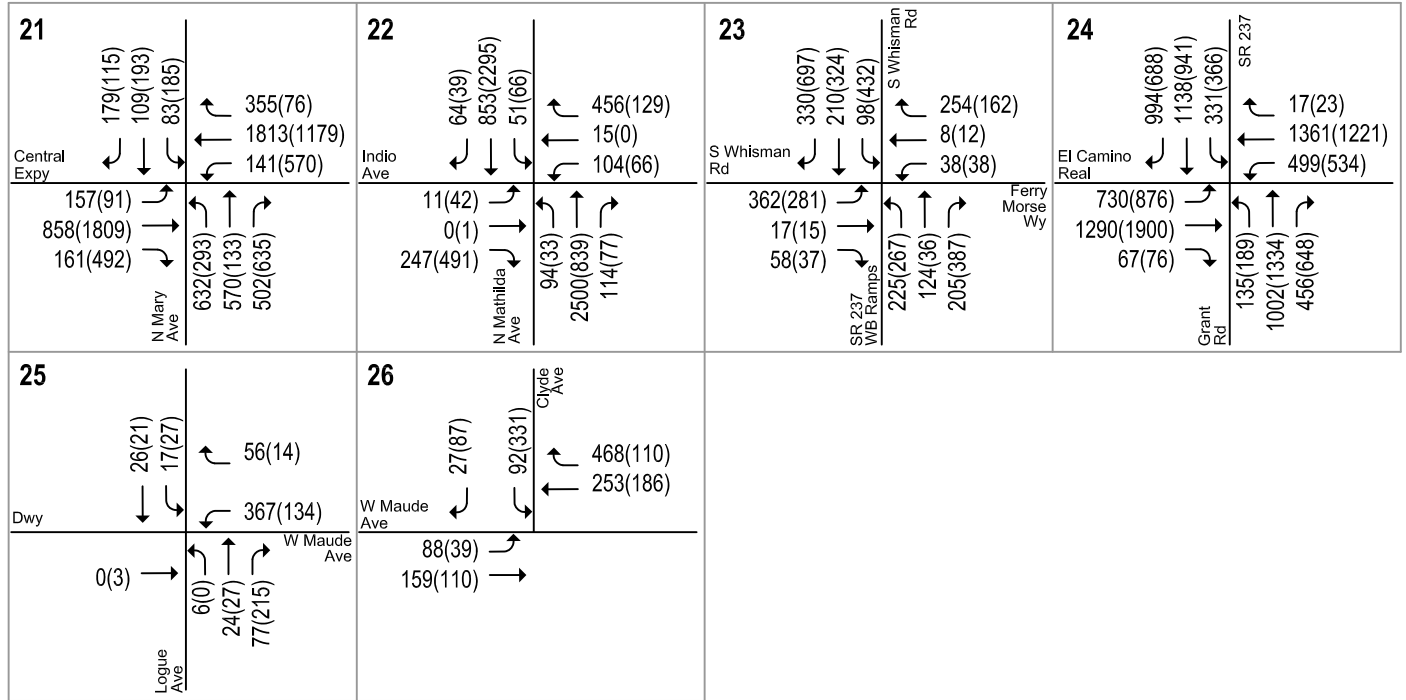 21
179(115)
109(193)
83(185)
355(76)
1813(1179)
141(570)
Central
Expy
157(91)
858(1809)
161(492)
N Mary
Ave
632(293)
570(133)
502(635)
22
64(39)
853(2295)
51(66)
456(129)
15(0)
104(66)
Indio
Ave
11(42)
0(1)
247(491)
N Mathilda
Ave
94(33)
2500(839)
114(77)
23
330(697)
210(324)
98(432)
S Whisman
Rd
254(162)
8(12)
38(38)
S Whisman
Rd
Ferry
Morse
Wy
362(281)
17(15)
58(37)
SR 237
WB Ramps
225(267)
124(36)
205(387)
24
994(688)
1138(941)
331(366)
SR 237
17(23)
1361(1221)
499(534)
El Camino
Real
730(876)
1290(1900)
67(76)
Grant
Rd
135(189)
1002(1334)
456(648)
25
26(21)
17(27)
56(14)
367(134)
Dwy
W Maude
Ave
0(3)
Logue
Ave
6(0)
24(27)
77(215)
26
27(87)
92(331)
Clyde
Ave
468(110)
253(186)
W Maude
Ave
88(39)
159(110)